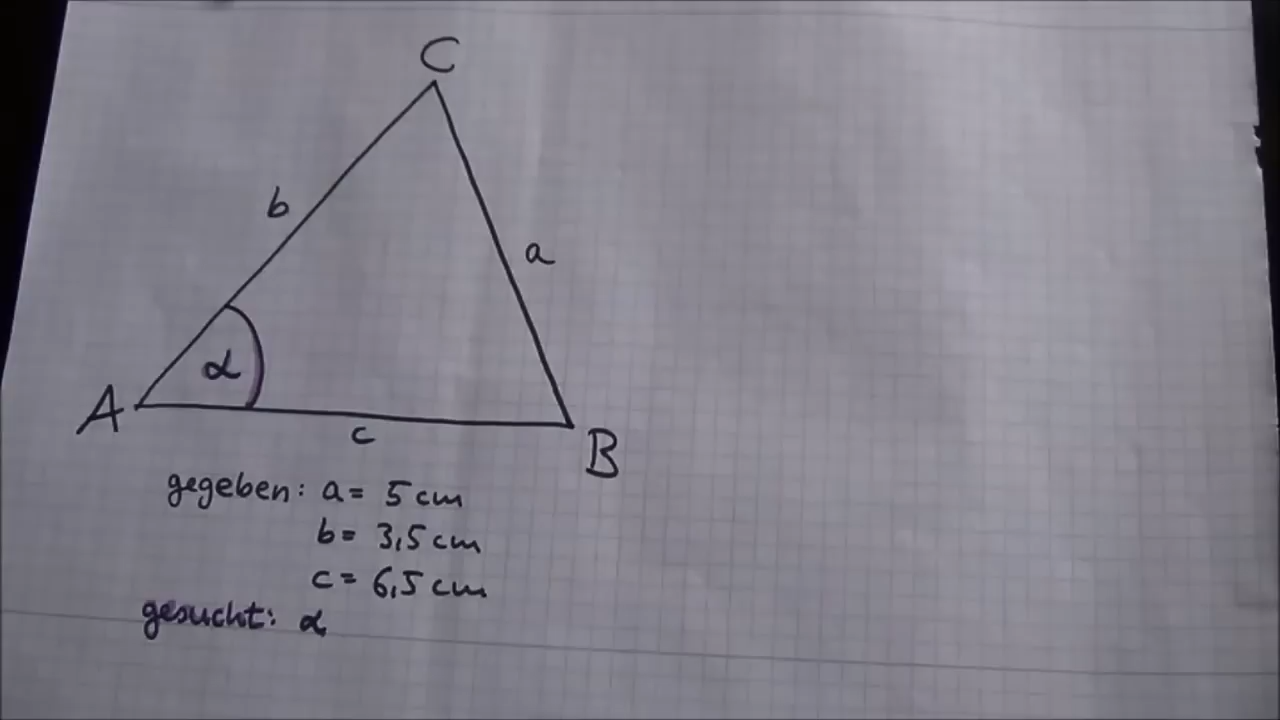 C
b
a
α
A
c
B
gegeben: a = 5 cm
b = 3,5 cm
c = 6,5 cm
gesucht: α